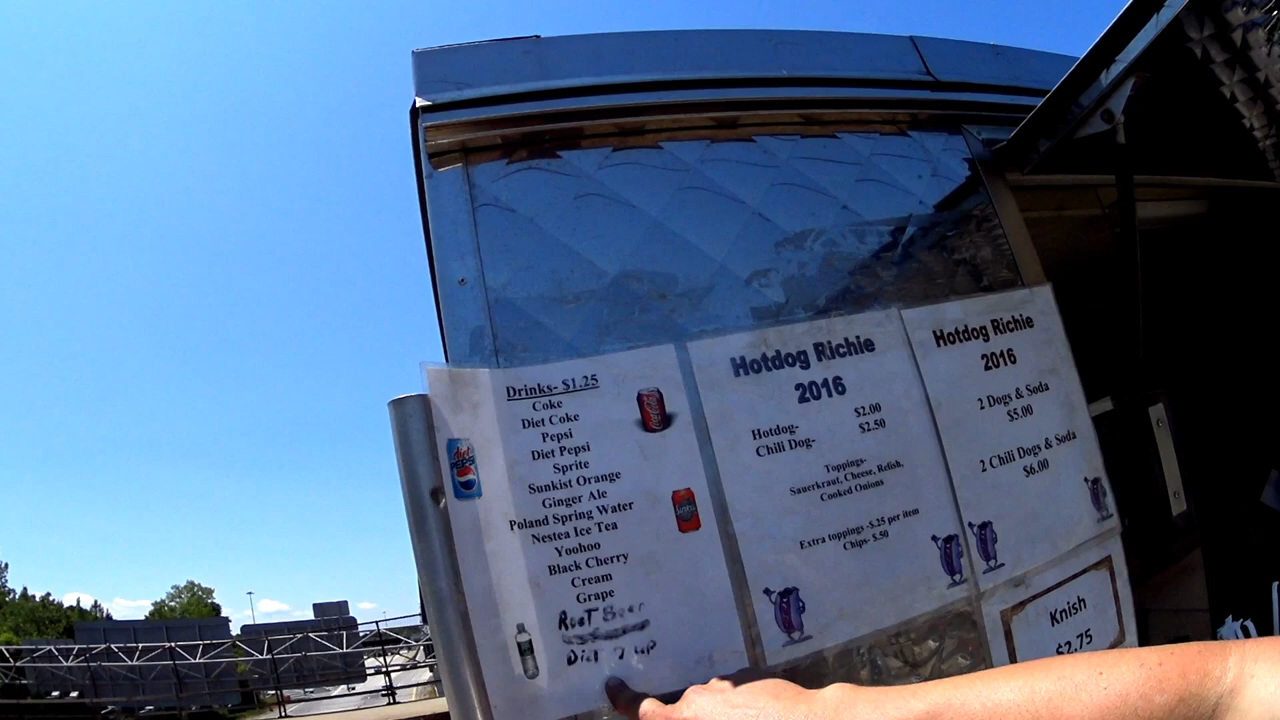 Drinks- $1.25
Coke
Diet Coke
Pepsi
Diet Pepsi
Sprite
Sunkist Orange
Ginger Ale
Poland Spring Water
Nestea Ice Tea
Yoohoo
Black Cherry
Cream
Grape
Root Beer
Diet 7 up
diet
PEPSI
Hotdog Richie
2016
Hotdog- $2.00
Chili Dog- $2.50
Toppings-
Sauerkraut, Cheese, Relish,
Cooked Onions
Extra toppings -$.25 per item
Chips- $.50
Hotdog Richie
2016
2 Dogs & Soda
$5.00
2 Chili Dogs & Soda
$6.00
Knish
$2.75